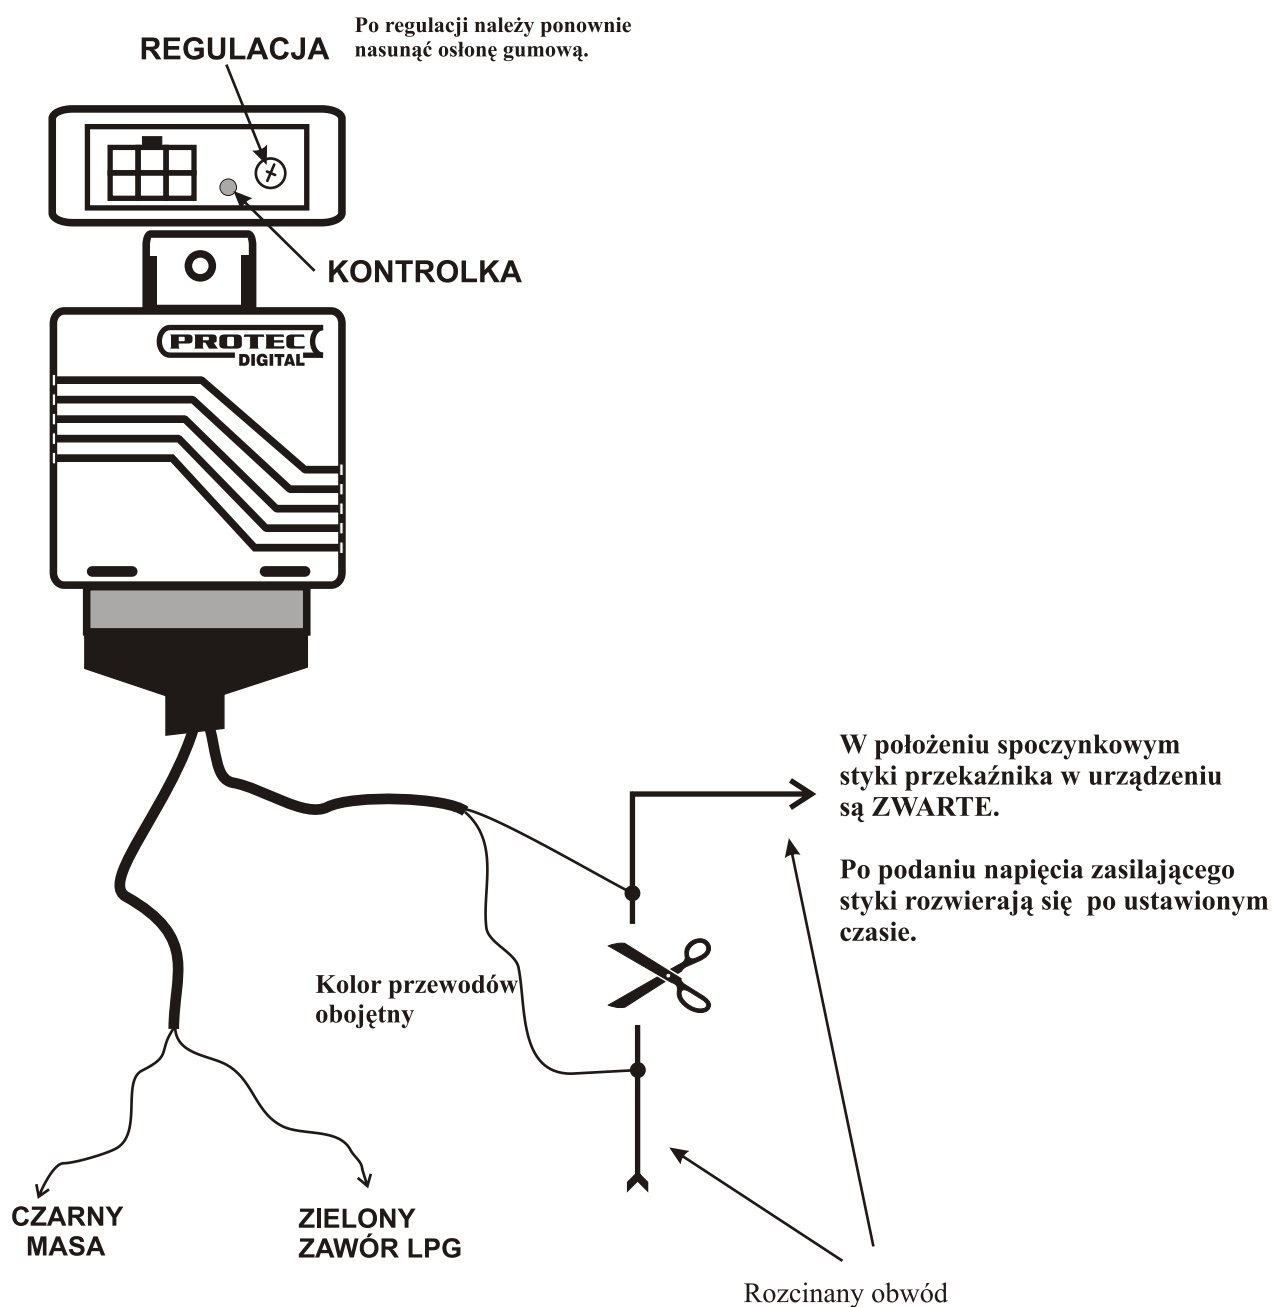 Po regulacji należy ponownie
nasunąć osłonę gumową.
REGULACJA
KONTROLKA
PROTEC
DIGITAL
W położeniu spoczynkowym
styki przekaźnika w urządzeniu
są ZWARTE.
Po podaniu napięcia zasilającego
styki rozwierają się po ustawionym
czasie.
Kolor przewodów
obojętny
CZARNY
MASA
ZIELONY
ZAWÓR LPG
Rozcinany obwód